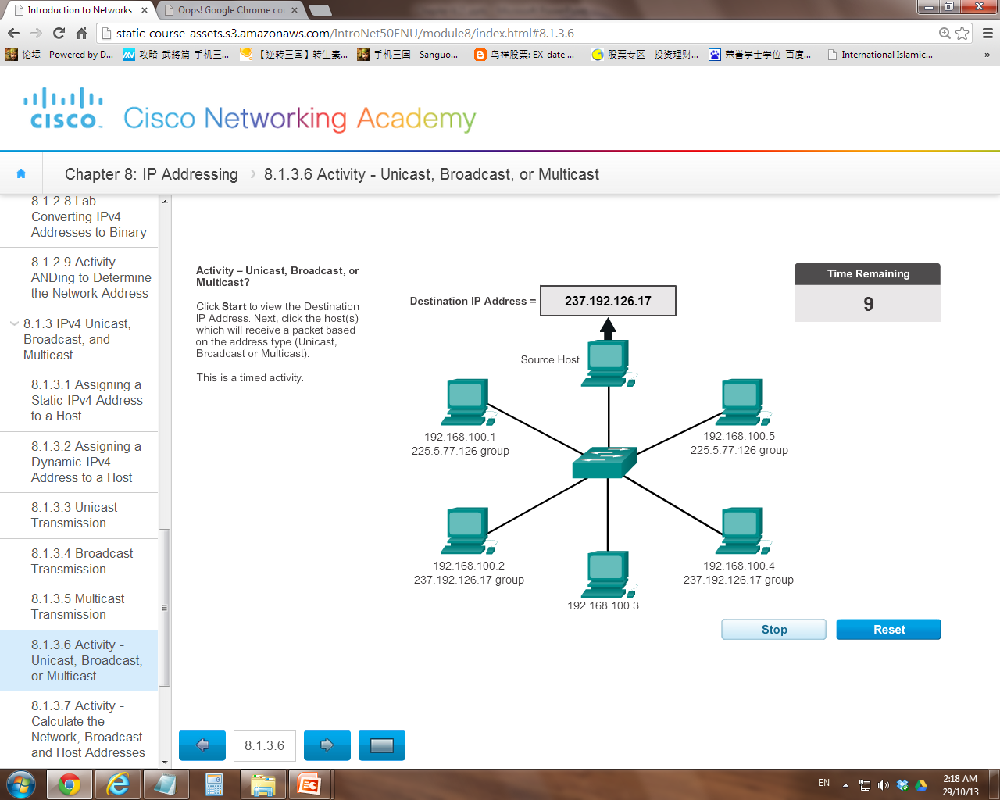 Introduction to Networks
Oops! Google Chrome co
static-course-assets.s3.amazonaws.com/IntroNet50ENU/module8/index.html#8.1.3.6
论坛 - Powered by D...
攻略-武將篇-手机三...
【逆转三国】转生素...
手机三国 - Sanguo...
鸟样股票: EX-date ...
股票专区 - 投资理财...
荣誉学士学位_百度...
International Islamic...
»
CISCO
Cisco Networking Academy
Chapter 8: IP Addressing
8.1.3.6 Activity - Unicast, Broadcast, or Multicast
8.1.2.8 Lab -
Converting IPv4
Addresses to Binary
8.1.2.9 Activity -
ANDing to Determine
the Network Address
8.1.3 IPv4 Unicast,
Broadcast, and
Multicast
8.1.3.1 Assigning a
Static IPv4 Address
to a Host
8.1.3.2 Assigning a
Dynamic IPv4
Address to a Host
8.1.3.3 Unicast
Transmission
8.1.3.4 Broadcast
Transmission
8.1.3.5 Multicast
Transmission
8.1.3.6 Activity -
Unicast, Broadcast,
or Multicast
8.1.3.7 Activity -
Calculate the
Network, Broadcast
and Host Addresses
Activity – Unicast, Broadcast, or
Multicast?
Click Start to view the Destination
IP Address. Next, click the host(s)
which will receive a packet based
on the address type (Unicast,
Broadcast or Multicast).
This is a timed activity.
Destination IP Address =
237.192.126.17
Time Remaining
9
Source Host
192.168.100.1
225.5.77.126 group
192.168.100.5
225.5.77.126 group
192.168.100.2
237.192.126.17 group
192.168.100.4
237.192.126.17 group
192.168.100.3
Stop
Reset
8.1.3.6
EN
2:18 AM
29/10/13